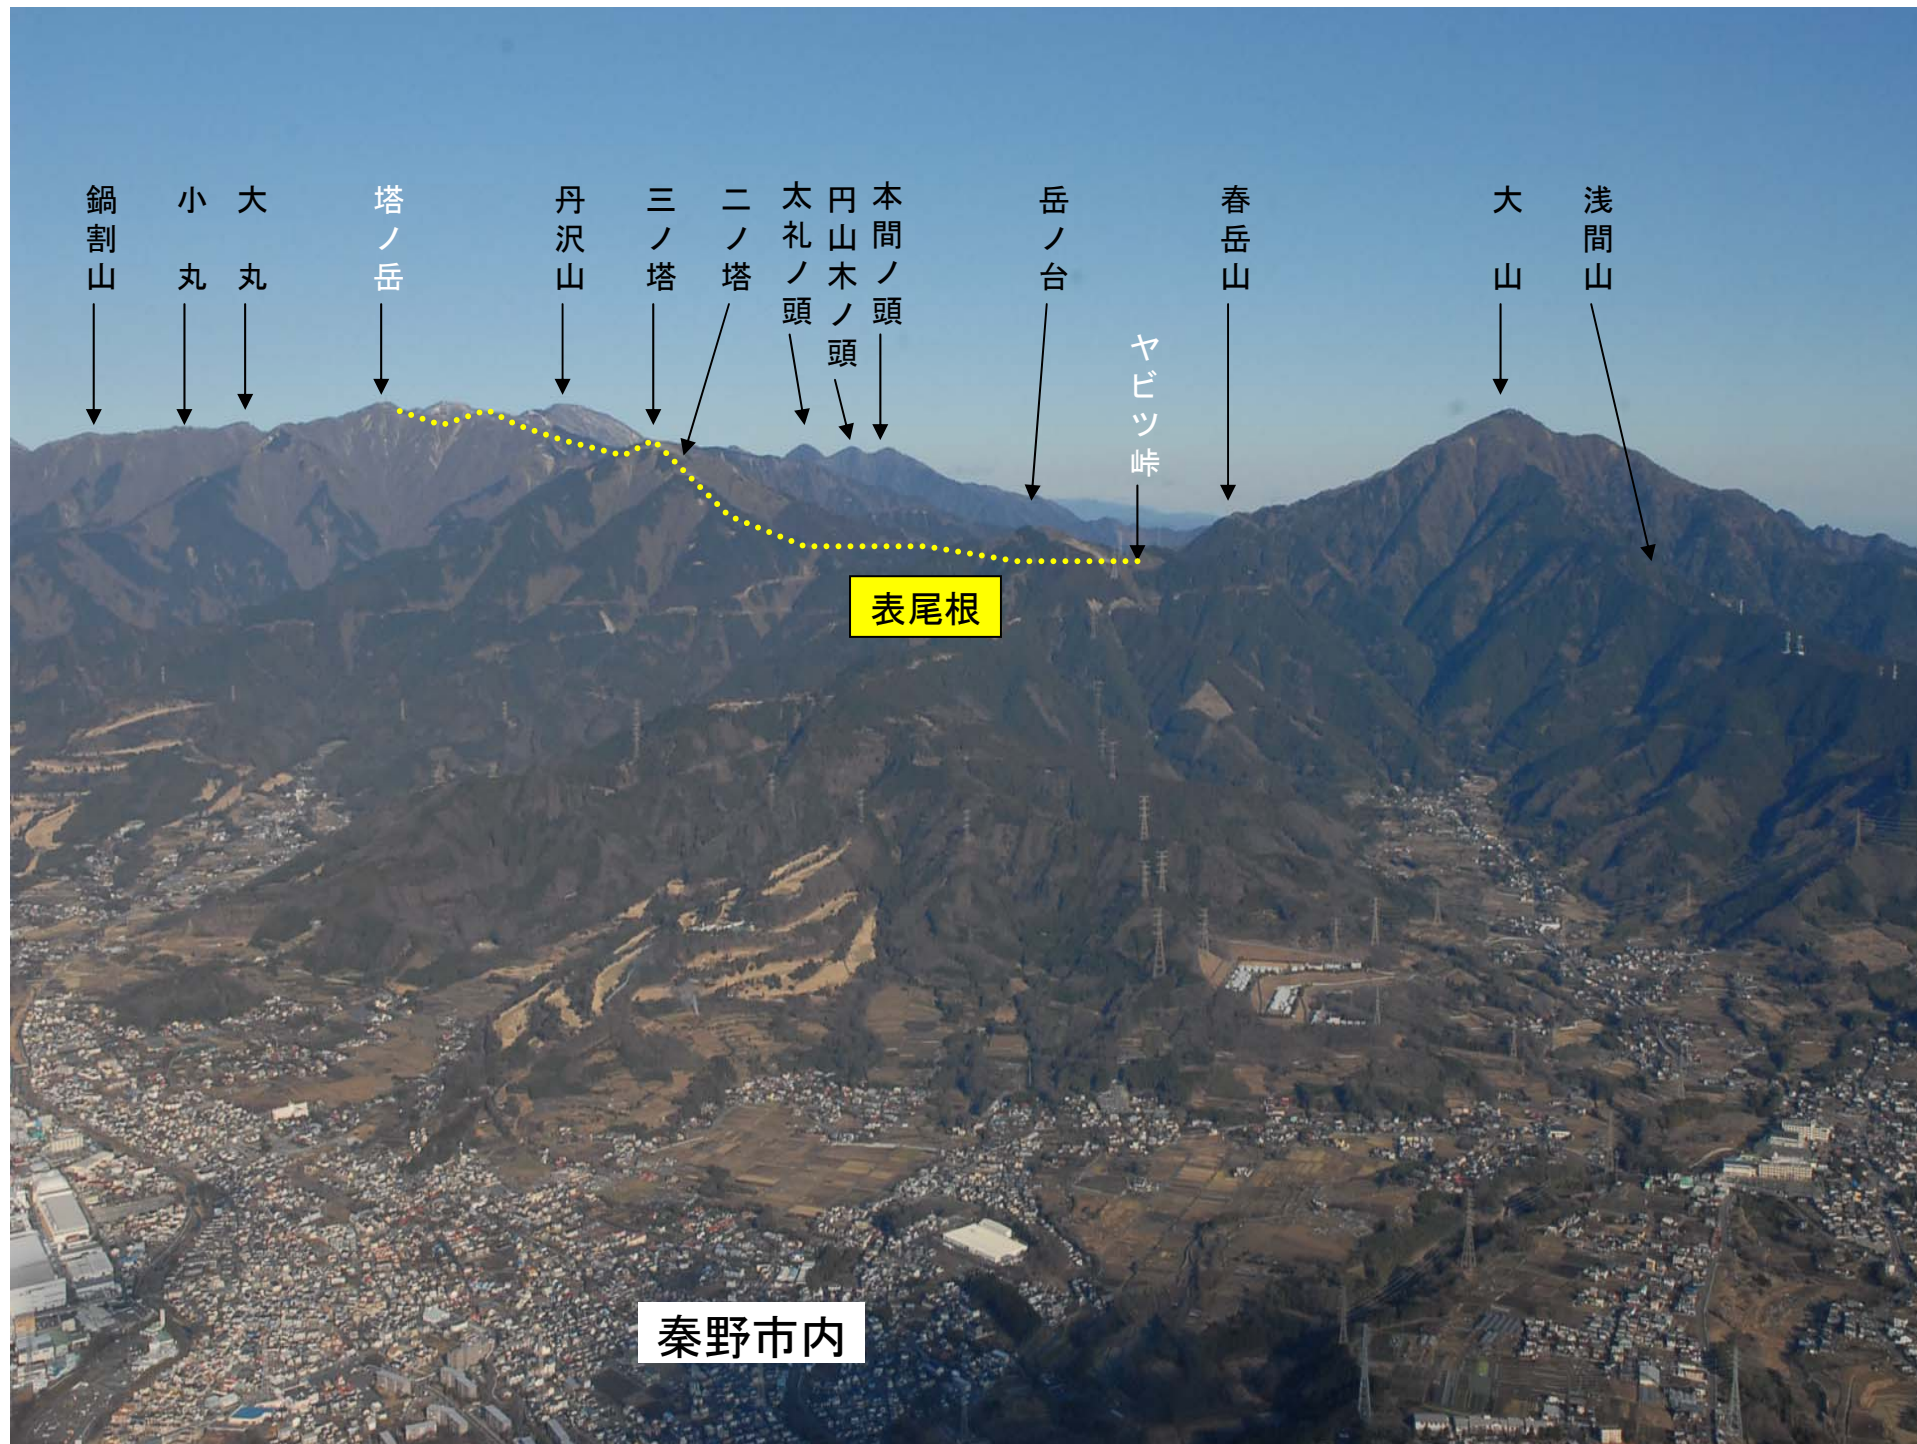 鍋割山
小丸
大丸
塔ノ岳
丹沢山
三ノ塔
二ノ塔
太礼ノ頭
円山木ノ頭
本間ノ頭
岳ノ台
ヤビツ峠
春岳山
大山
浅間山
表尾根
秦野市内